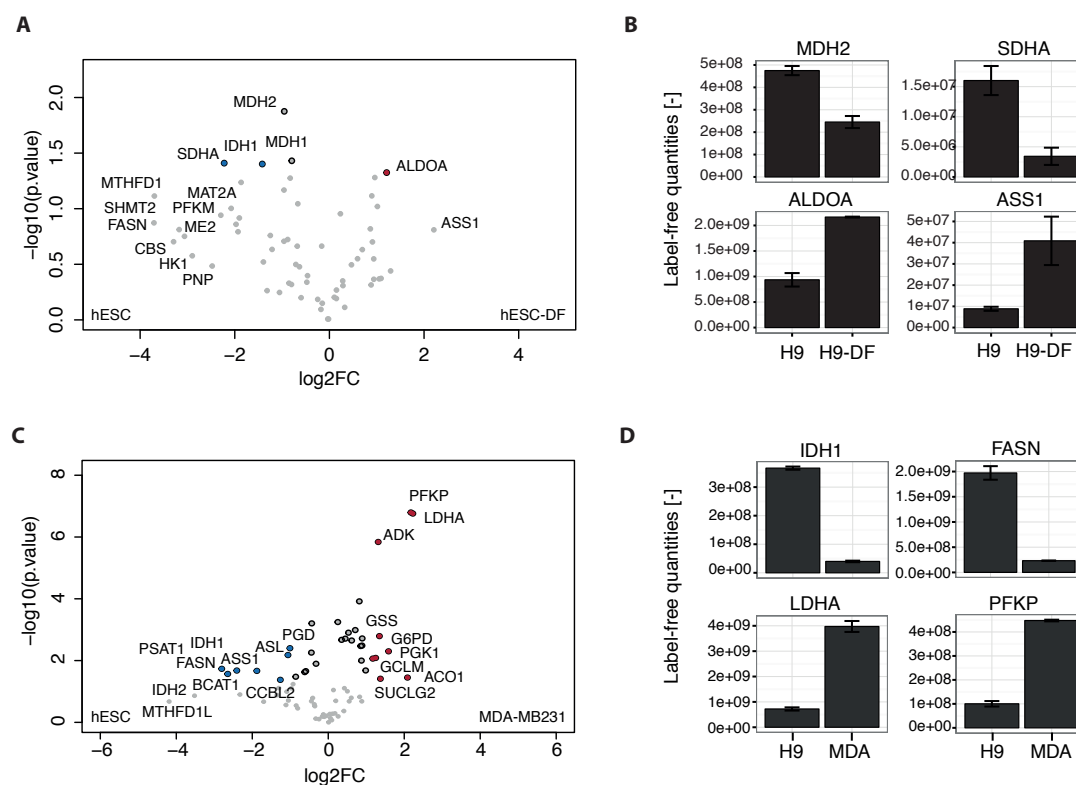 A
−log10(p.value)
2.0
1.5
1.0
0.5
0.0
MDH2
MDH1
IDH1
SDHA
ALDOA
MTHFD1
MAT2A
SHMT2
PFKM
FASN
ME2
ASS1
CBS
HK1
PNP
hESC
hESC-DF
−4
−2
0
2
4
log2FC
B
Label-free quantities [-]
MDH2
5e+08
4e+08
3e+08
2e+08
1e+08
0e+00
SDHA
1.5e+07
1.0e+07
5.0e+06
0.0e+00
ALDOA
2.0e+09
1.5e+09
1.0e+09
5.0e+08
0.0e+00
ASS1
5e+07
4e+07
3e+07
2e+07
1e+07
0e+00
H9
H9-DF
H9
H9-DF
C
−log10(p.value)
8
6
4
2
0
PFKP
LDHA
ADK
GSS
G6PD
PGK1
GCLM
ACO1
SUCLG2
PGD
ASL
IDH1
PSAT1
FASN
ASS1
BCAT1
CCBL2
IDH2
MTHFD1L
hESC
MDA-MB231
−6
−4
−2
0
2
4
6
log2FC
D
Label-free quantities [-]
IDH1
3e+08
2e+08
1e+08
0e+00
FASN
2.0e+09
1.5e+09
1.0e+09
5.0e+08
0.0e+00
LDHA
4e+09
3e+09
2e+09
1e+09
0e+00
PFKP
4e+08
3e+08
2e+08
1e+08
0e+00
H9
MDA
H9
MDA